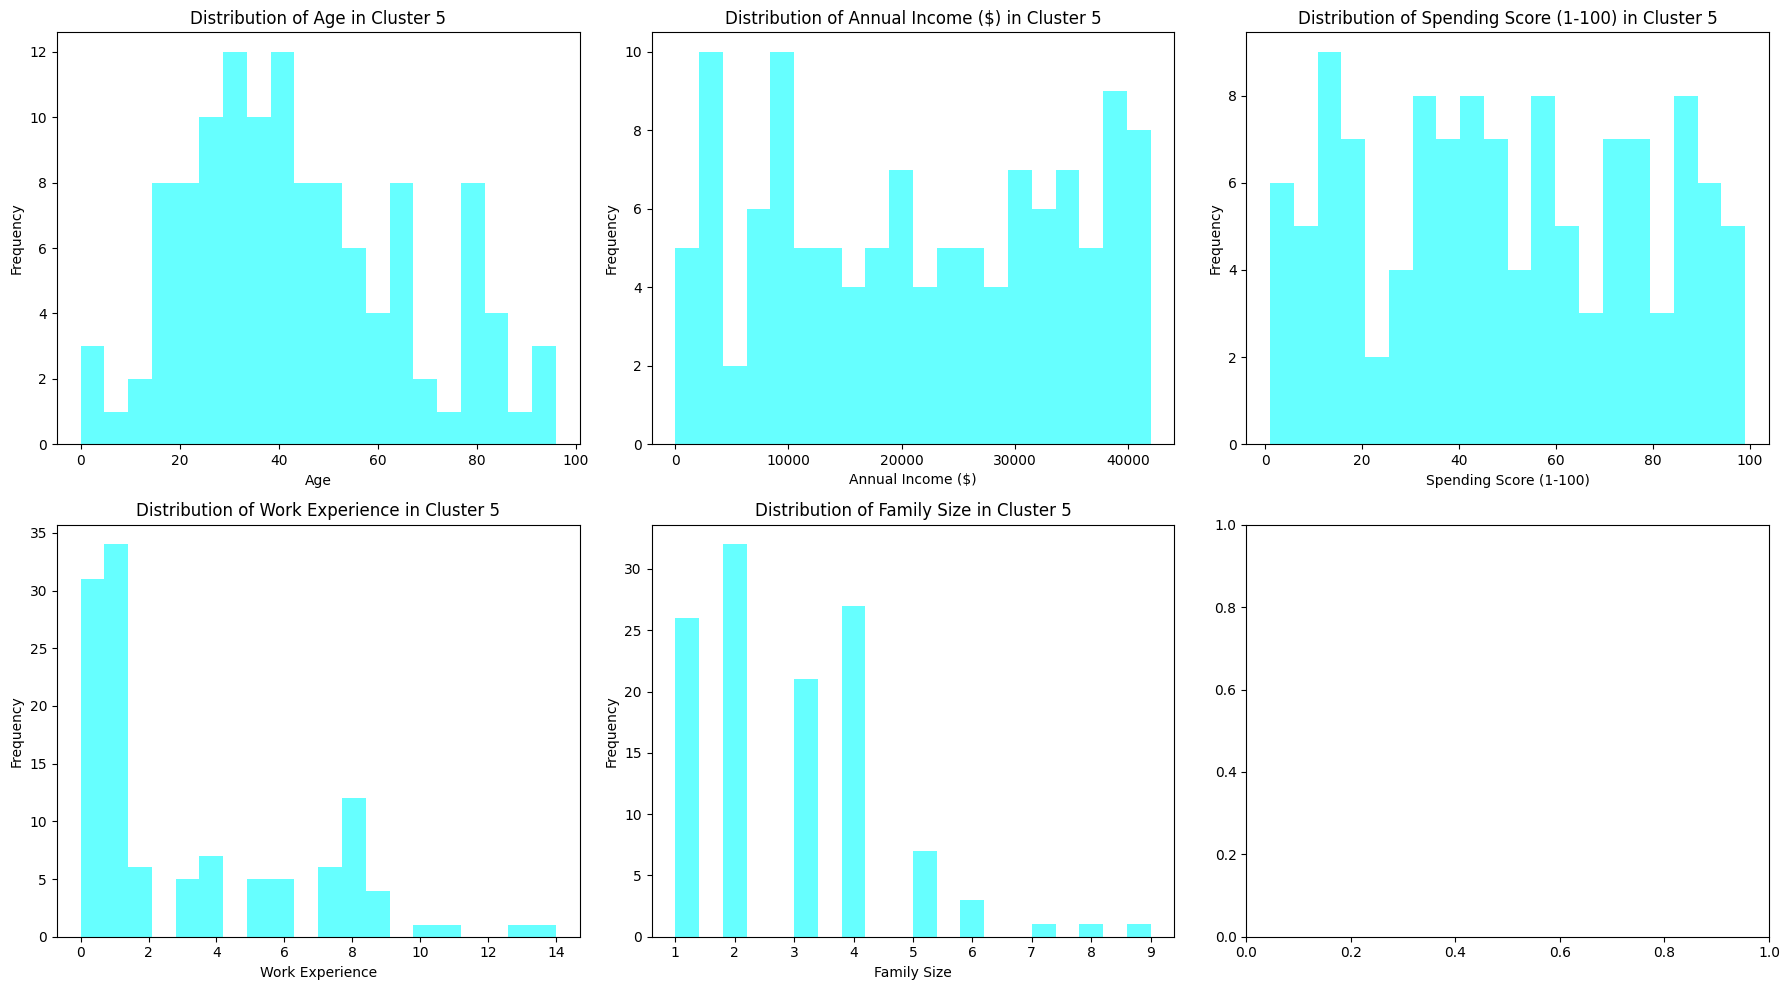 Distribution of Age in Cluster 5
12
10
8
6
4
2
0
Frequency
0 20 40 60 80 100
Age
Distribution of Annual Income ($) in Cluster 5
10
8
6
4
2
0
Frequency
0 10000 20000 30000 40000
Annual Income ($)
Distribution of Spending Score (1-100) in Cluster 5
8
6
4
2
0
Frequency
0 20 40 60 80 100
Spending Score (1-100)
Distribution of Work Experience in Cluster 5
35
30
25
20
15
10
5
0
Frequency
0 2 4 6 8 10 12 14
Work Experience
Distribution of Family Size in Cluster 5
30
25
20
15
10
5
0
Frequency
1 2 3 4 5 6 7 8 9
Family Size
1.0
0.8
0.6
0.4
0.2
0.0
0.0 0.2 0.4 0.6 0.8 1.0